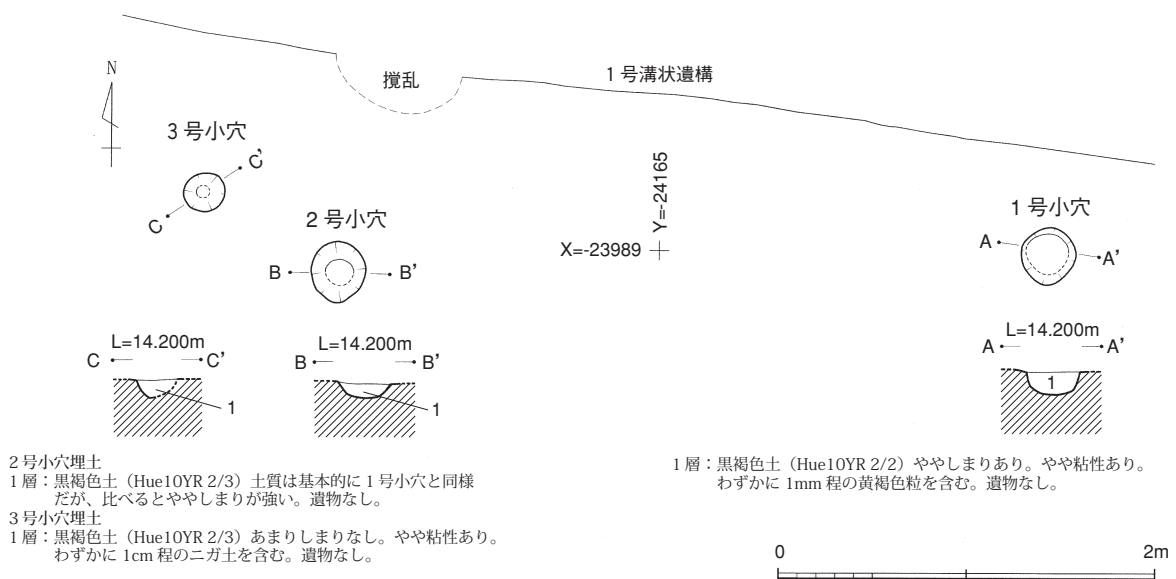 N
撹乱
1号溝状遺構
3号小穴
C
C’
2号小穴
B
B’
X=-23989
Y=-24165
1号小穴
A
A’
L=14.200m
C
C’
1
L=14.200m
B
B’
1
L=14.200m
A
A’
1
2号小穴埋土
1層：黒褐色土（Hue10YR 2/3）土質は基本的に1号小穴と同様
だが、比べるとややしまりが強い。遺物なし。
3号小穴埋土
1層：黒褐色土（Hue10YR 2/3）あまりしまりなし。やや粘性あり。
わずかに1cm程のニガ土を含む。遺物なし。
1層：黒褐色土（Hue10YR 2/2）ややしまりあり。やや粘性あり。
わずかに1mm程の黄褐色粒を含む。遺物なし。
0
2m